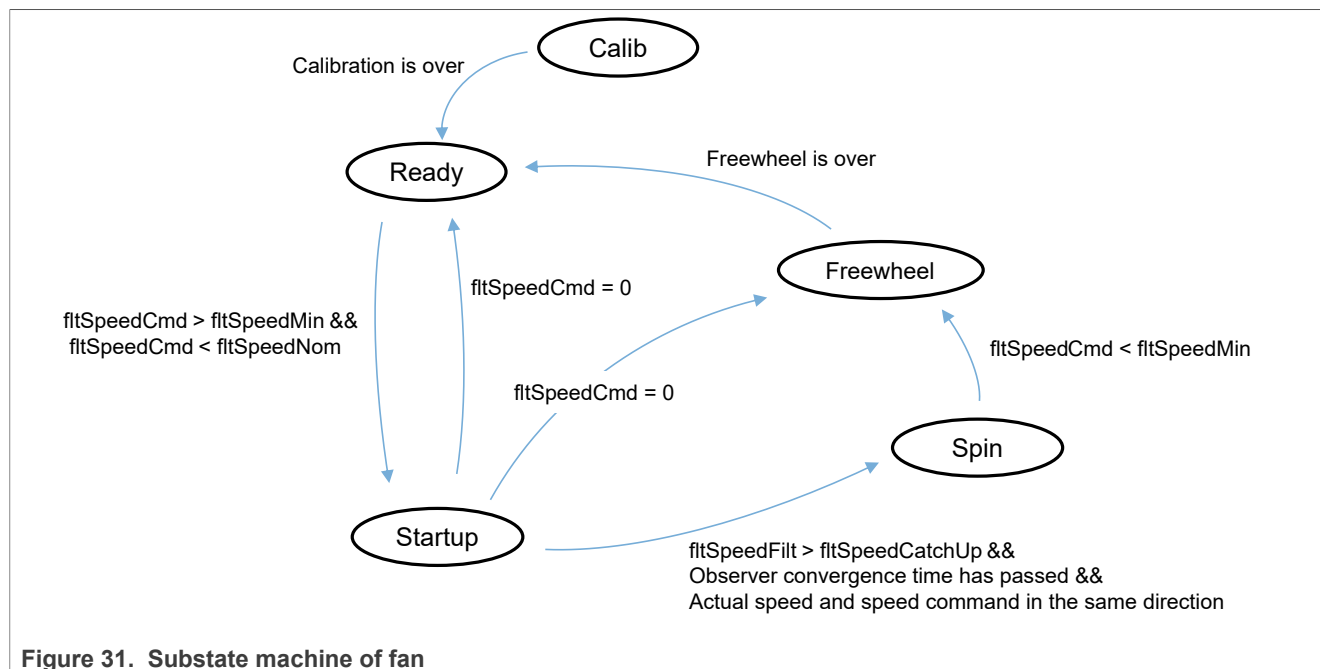 Calib
Calibration is over
Ready
Freewheel is over
Freewheel
fltSpeedCmd = 0
fltSpeedCmd > fltSpeedMin &&
fltSpeedCmd < fltSpeedNom
fltSpeedCmd < fltSpeedMin
fltSpeedCmd = 0
Spin
Startup
fltSpeedFilt > fltSpeedCatchUp &&
Observer convergence time has passed &&
Actual speed and speed command in the same direction
Figure 31. Substate machine of fan